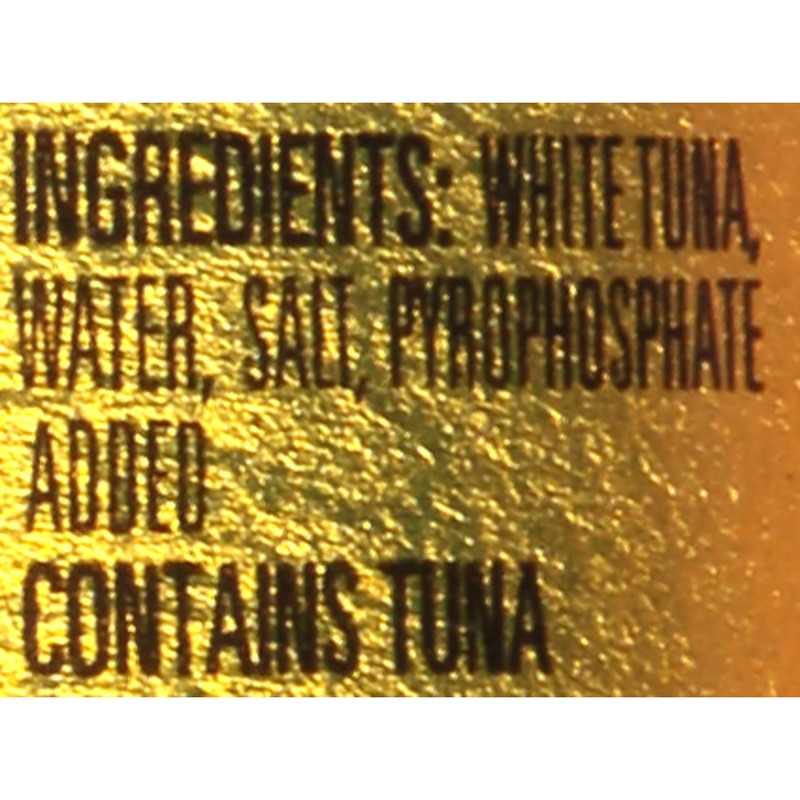 INGREDIENTS: WHITE TUNA,
WATER, SALT, PYROPHOSPHATE
ADDED
CONTAINS TUNA